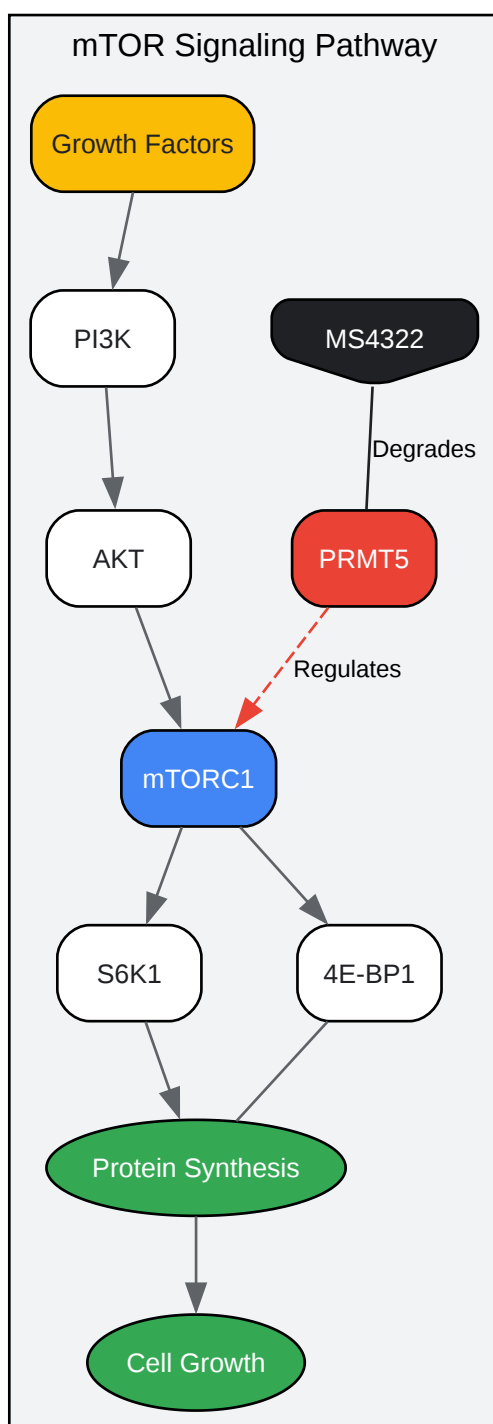 mTOR Signaling Pathway
Growth Factors
PI3K
MS4322
Degrades
AKT
PRMT5
Regulates
mTORC1
S6K1
4E-BP1
Protein Synthesis
Cell Growth